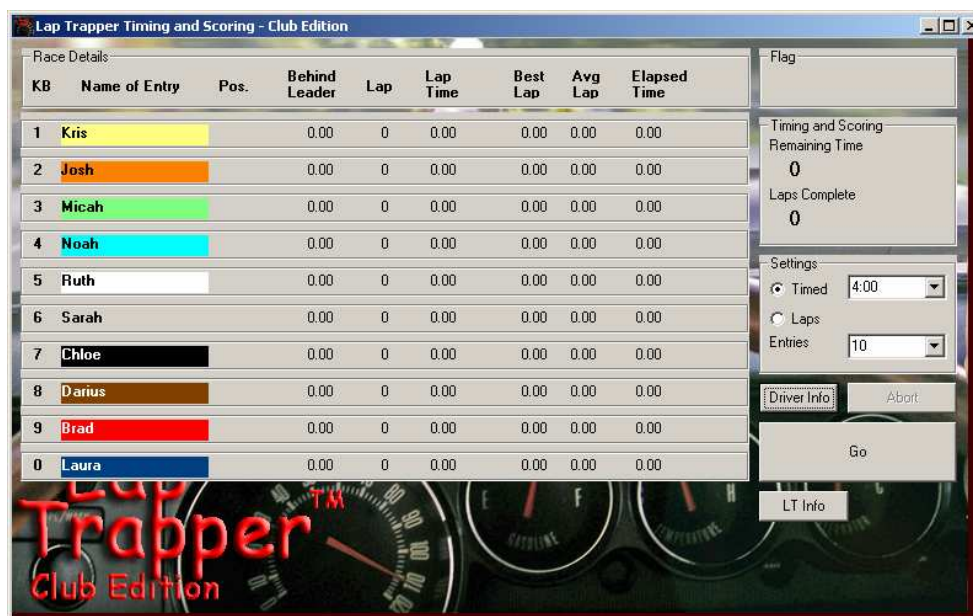 Lap Trapper Timing and Scoring - Club Edition
Race Details
KB Name of Entry Pos. Behind Leader Lap Lap Time Best Lap Avg Lap Elapsed Time
1 Kris 0.00 0 0.00 0.00 0.00 0.00
2 Josh 0.00 0 0.00 0.00 0.00 0.00
3 Micah 0.00 0 0.00 0.00 0.00 0.00
4 Noah 0.00 0 0.00 0.00 0.00 0.00
5 Ruth 0.00 0 0.00 0.00 0.00 0.00
6 Sarah 0.00 0 0.00 0.00 0.00 0.00
7 Chloe 0.00 0 0.00 0.00 0.00 0.00
8 Darius 0.00 0 0.00 0.00 0.00 0.00
9 Brad 0.00 0 0.00 0.00 0.00 0.00
0 Laura 0.00 0 0.00 0.00 0.00 0.00
Flag
Timing and Scoring
Remaining Time
0
Laps Complete
0
Settings
Timed 4:00
Laps
Entries 10
Driver Info Abort
Go
LT Info
Lap
Trapper TM
Club Edition
E F
GASOLINE
H
TEMPERATURE
C
80
100